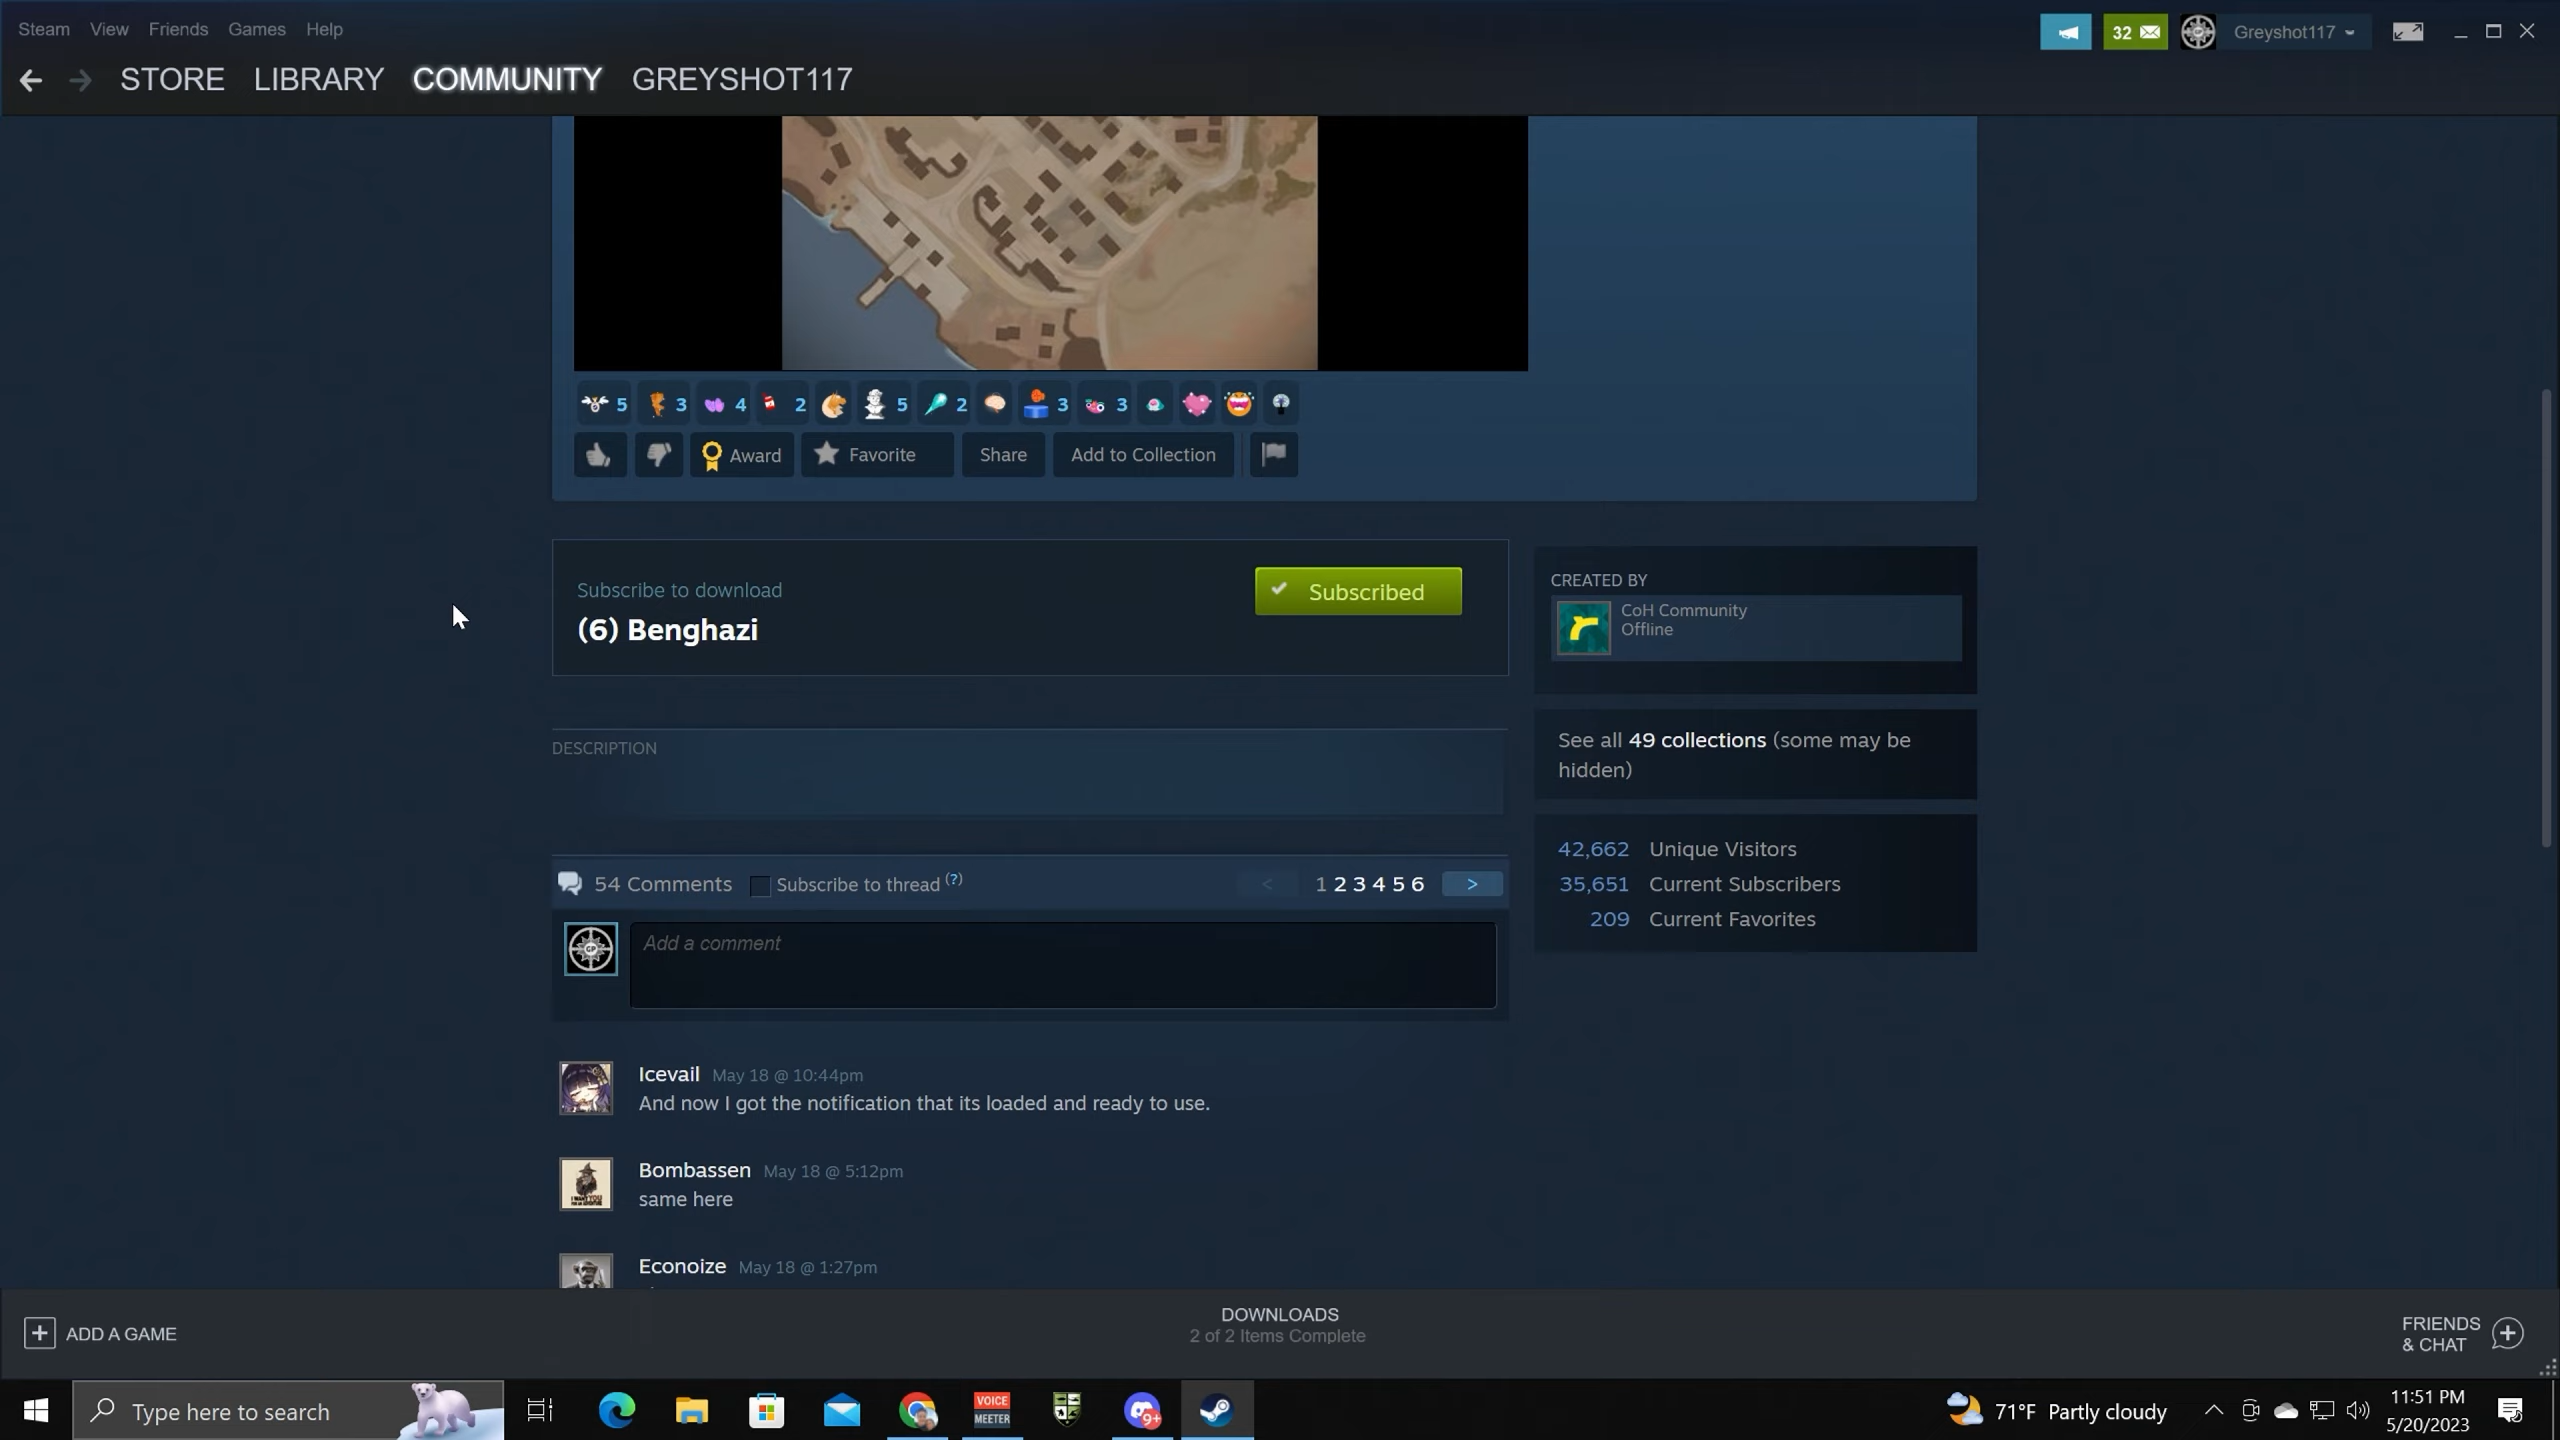 Steam View Friends Games Help
32 Greyshot117
STORE LIBRARY COMMUNITY GREYSHOT117
5 3 4 2 5 2 3 3
Award Favorite Share Add to Collection
Subscribe to download
(6) Benghazi
Subscribed
CREATED BY
CoH Community
Offline
See all 49 collections (some may be
hidden)
DESCRIPTION
42,662 Unique Visitors
35,651 Current Subscribers
209 Current Favorites
54 Comments Subscribe to thread (?) < 1 2 3 4 5 6 >
Add a comment
Icevail May 18 @ 10:44pm
And now I got the notification that its loaded and ready to use.
Bombassen May 18 @ 5:12pm
same here
Econoize May 18 @ 1:27pm
ADD A GAME
DOWNLOADS
2 of 2 Items Complete
FRIENDS
& CHAT
Type here to search
VOICE
MEETER
9+
71°F Partly cloudy
11:51 PM
5/20/2023